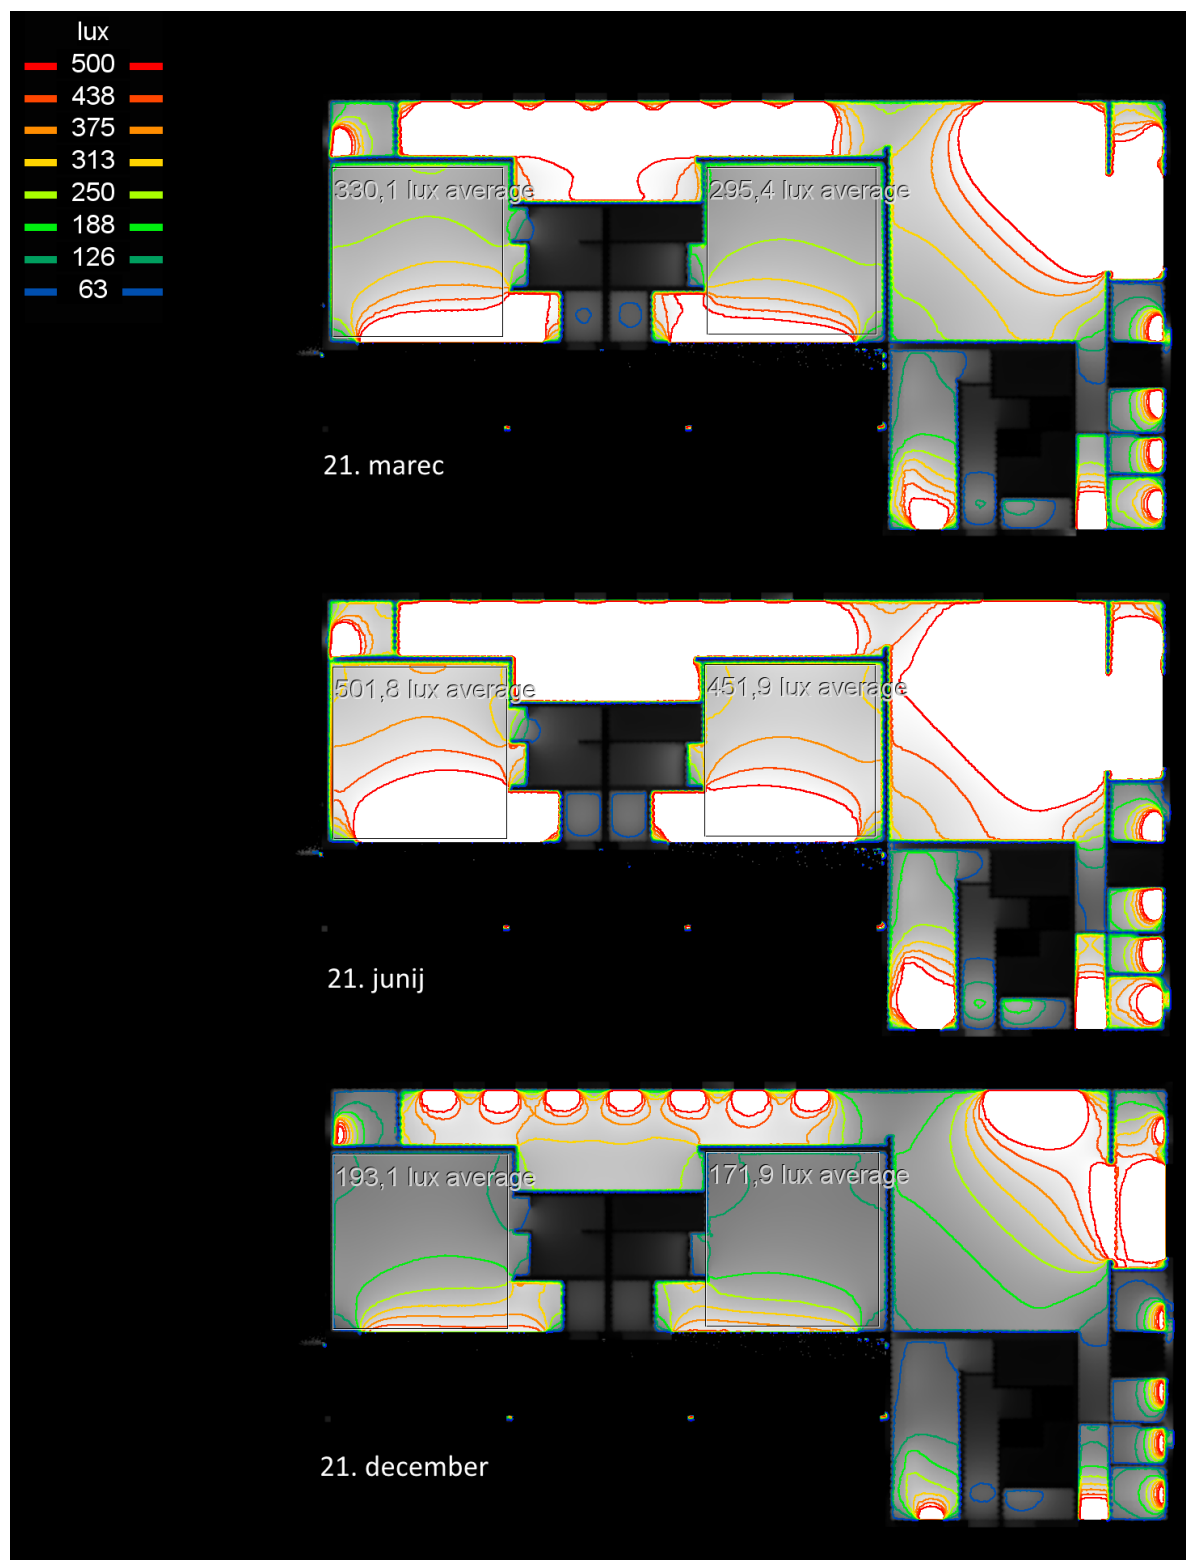 lux
500
438
375
313
250
188
126
63
330,1 lux average
295,4 lux average
21. marec
501,8 lux average
451,9 lux average
21. junij
193,1 lux average
171,9 lux average
21. december